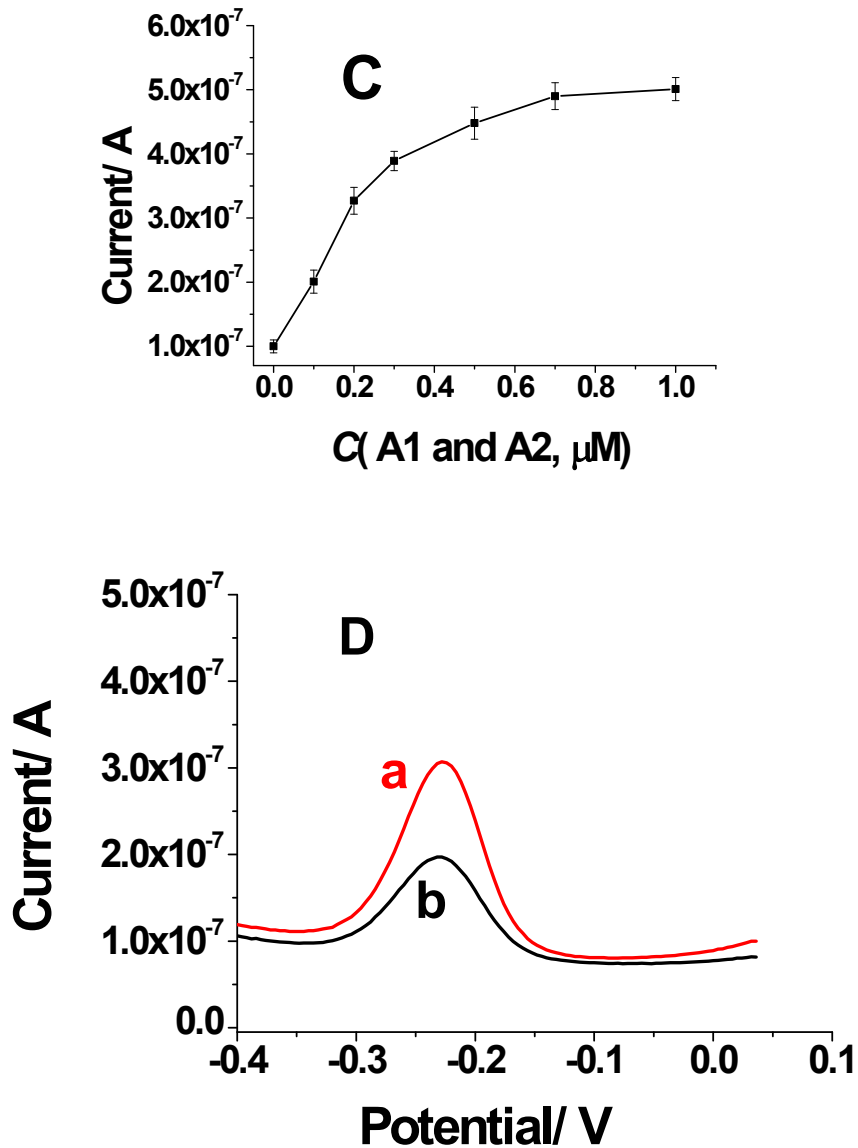 C
Current/ A
6.0x10⁻⁷
5.0x10⁻⁷
4.0x10⁻⁷
3.0x10⁻⁷
2.0x10⁻⁷
1.0x10⁻⁷
0.0 0.2 0.4 0.6 0.8 1.0
C( A1 and A2, μM)
D
Current/ A
5.0x10⁻⁷
4.0x10⁻⁷
3.0x10⁻⁷
2.0x10⁻⁷
1.0x10⁻⁷
0.0
a
b
-0.4 -0.3 -0.2 -0.1 0.0 0.1
Potential/ V